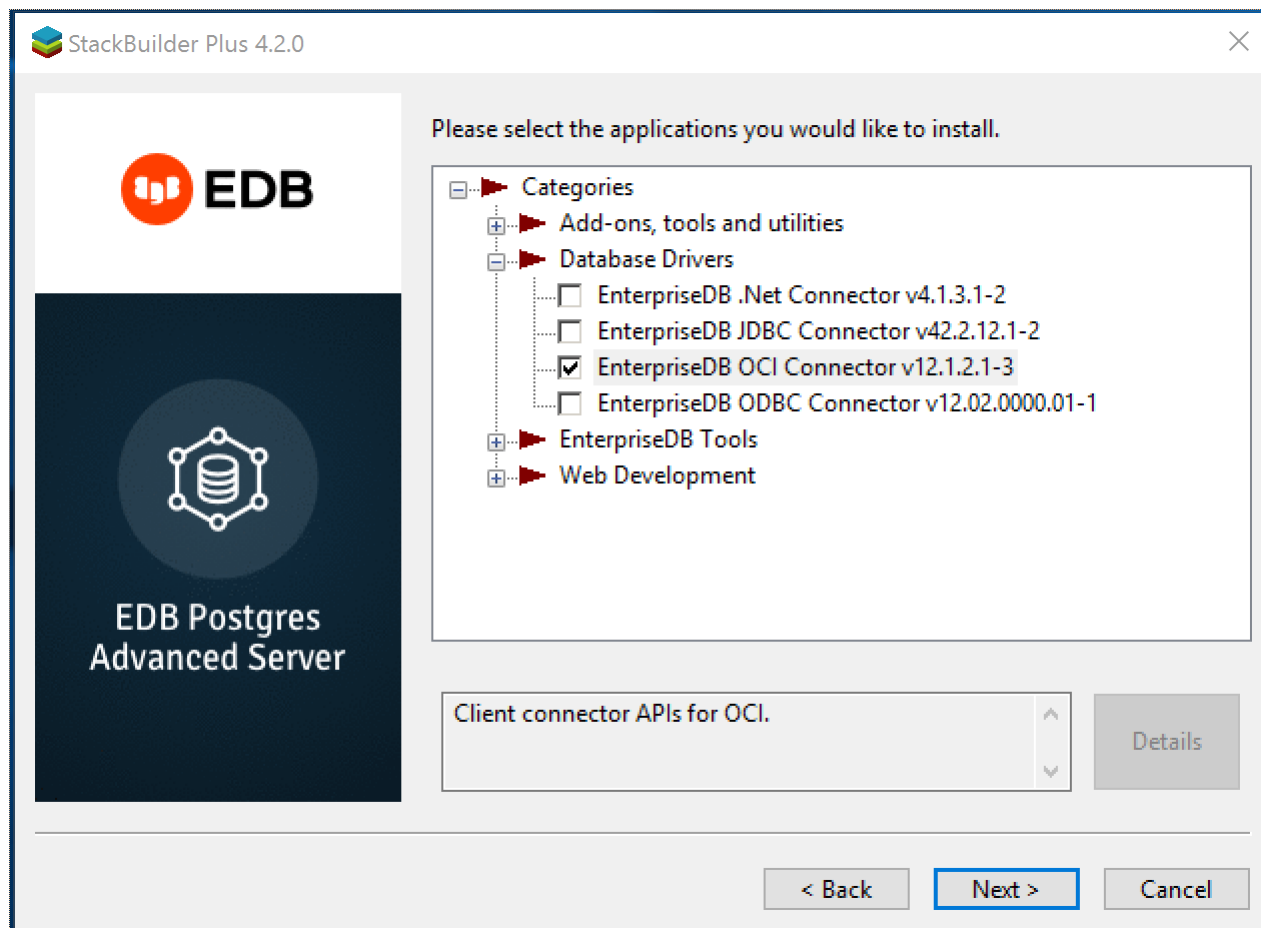 StackBuilder Plus 4.2.0
EDB
EDB Postgres
Advanced Server
Please select the applications you would like to install.
Categories
Add-ons, tools and utilities
Database Drivers
EnterpriseDB .Net Connector v4.1.3.1-2
EnterpriseDB JDBC Connector v42.2.12.1-2
EnterpriseDB OCI Connector v12.1.2.1-3
EnterpriseDB ODBC Connector v12.02.0000.01-1
EnterpriseDB Tools
Web Development
Client connector APIs for OCI.
Details
< Back
Next >
Cancel